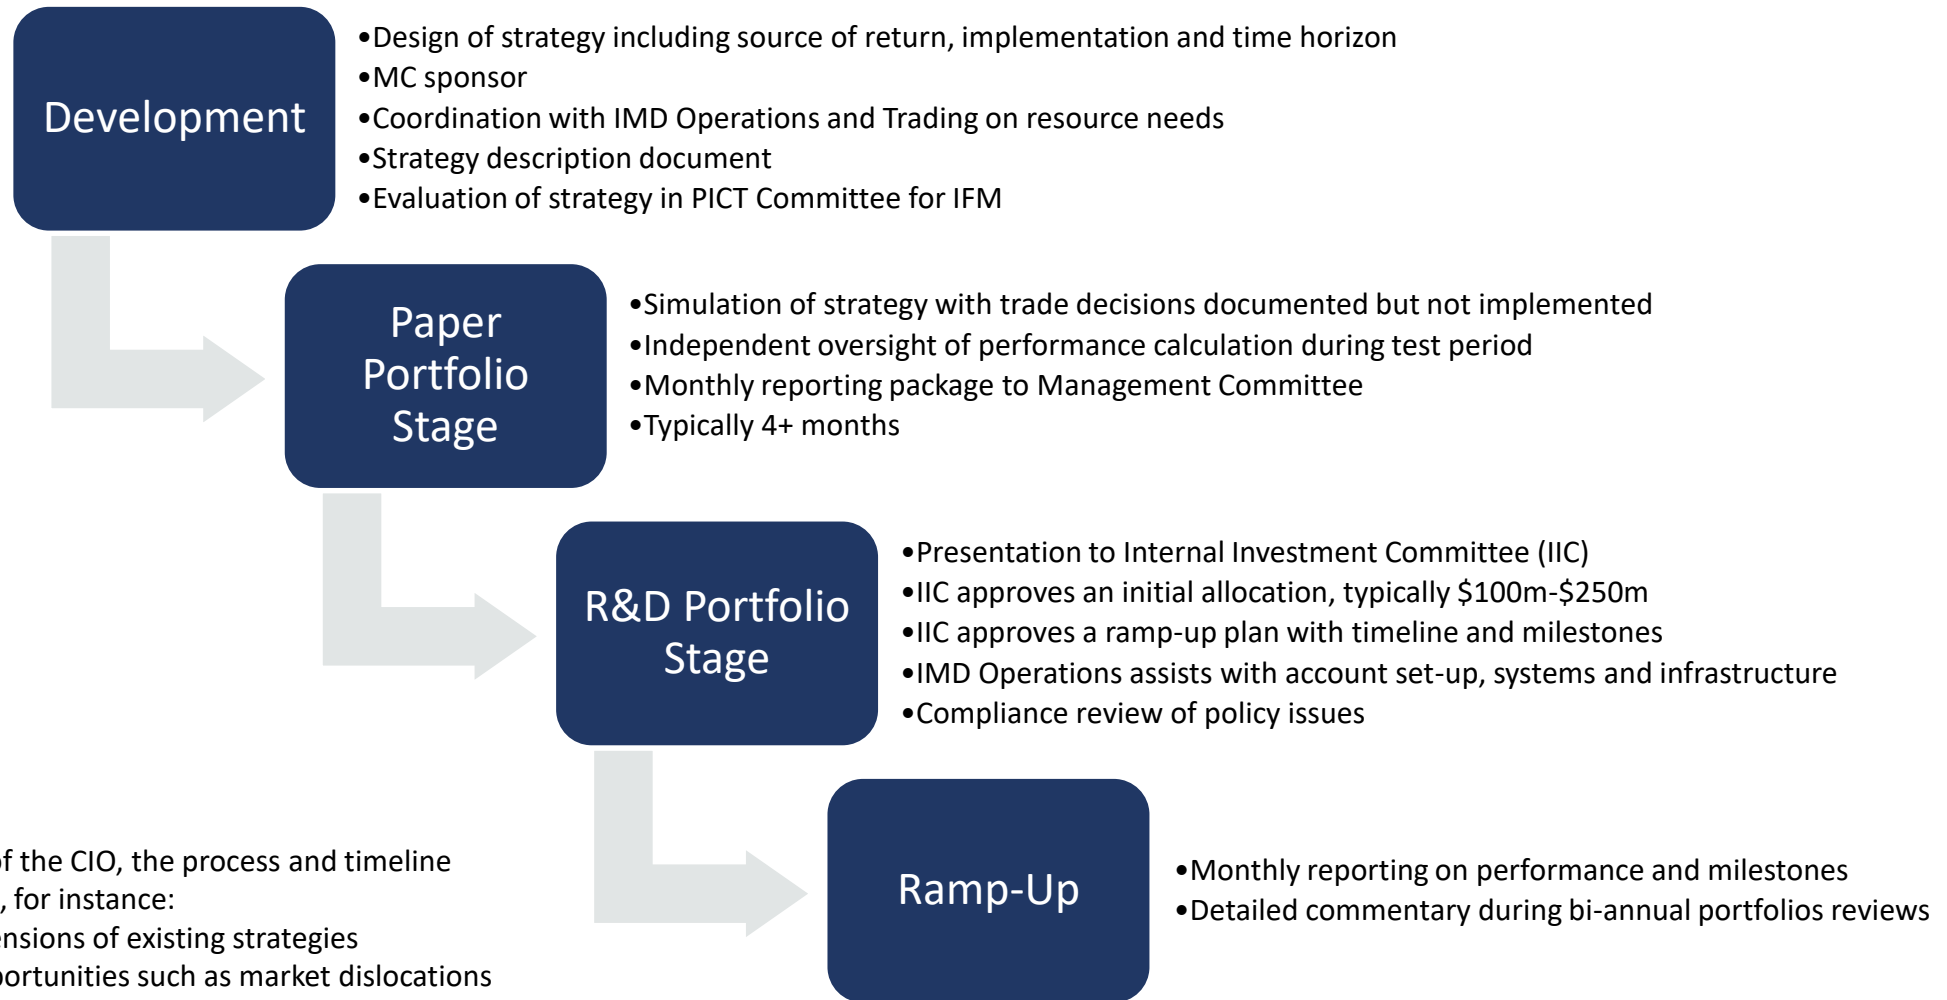 Development
•Design of strategy including source of return, implementation and time horizon
•MC sponsor
•Coordination with IMD Operations and Trading on resource needs
•Strategy description document
•Evaluation of strategy in PICT Committee for IFM
Paper
Portfolio
Stage
•Simulation of strategy with trade decisions documented but not implemented
•Independent oversight of performance calculation during test period
•Monthly reporting package to Management Committee
•Typically 4+ months
R&D Portfolio
Stage
•Presentation to Internal Investment Committee (IIC)
•IIC approves an initial allocation, typically $100m-$250m
•IIC approves a ramp-up plan with timeline and milestones
•IMD Operations assists with account set-up, systems and infrastructure
•Compliance review of policy issues
Ramp-Up
•Monthly reporting on performance and milestones
•Detailed commentary during bi-annual portfolios reviews
of the CIO, the process and timeline
, for instance:
of existing strategies
such as market dislocations